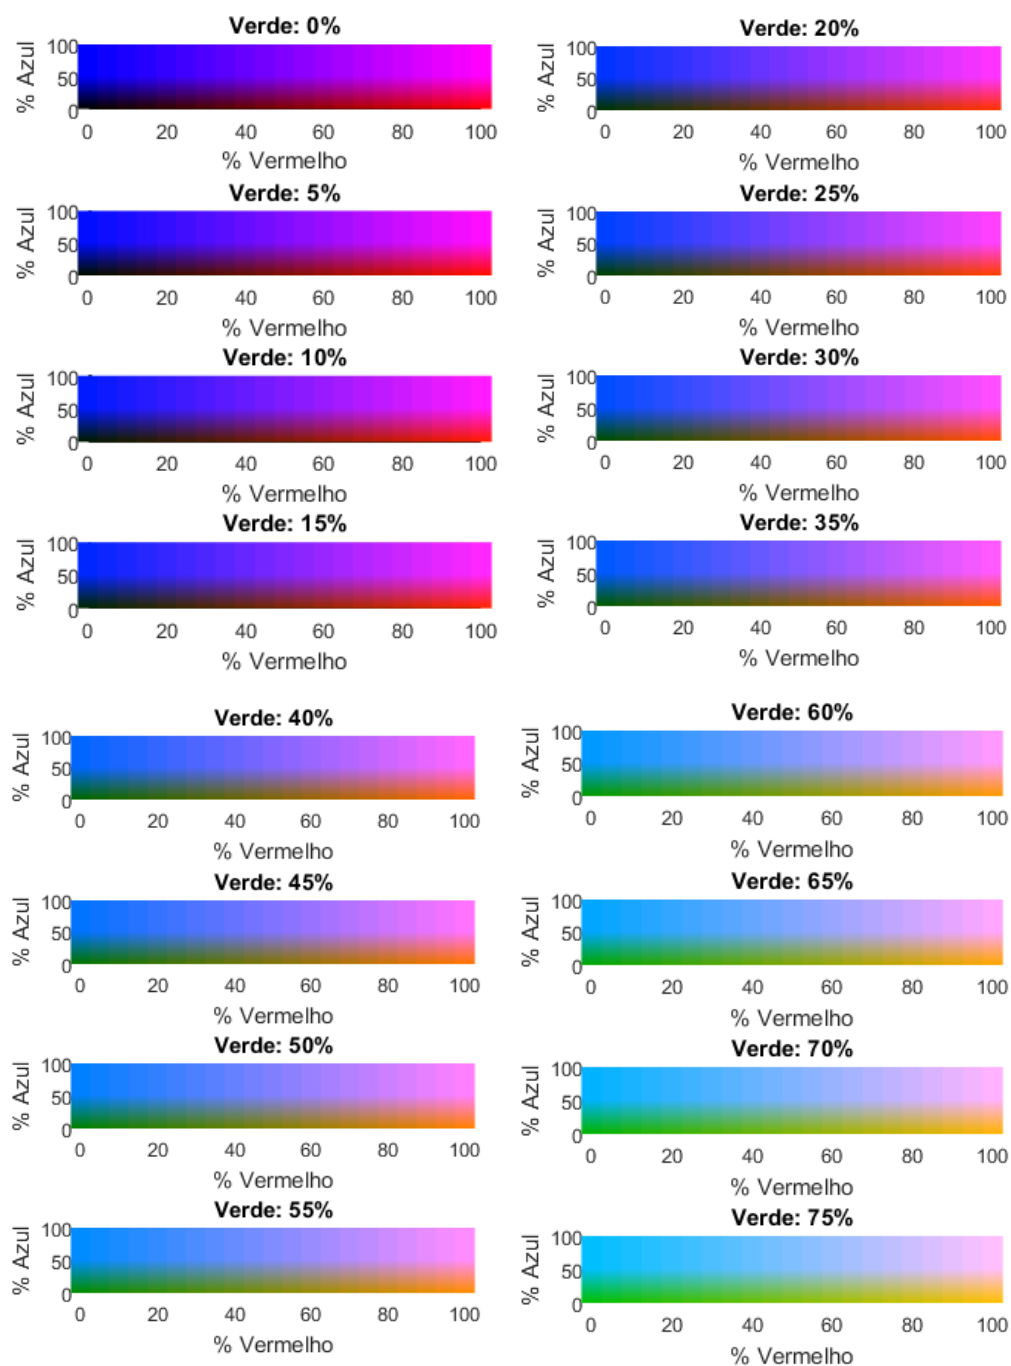 Verde: 0%
% Azul
100
50
0
0 20 40 60 80 100
% Vermelho
Verde: 5%
% Azul
100
50
0
0 20 40 60 80 100
% Vermelho
Verde: 10%
% Azul
100
50
0
0 20 40 60 80 100
% Vermelho
Verde: 15%
% Azul
100
50
0
0 20 40 60 80 100
% Vermelho
Verde: 20%
% Azul
100
50
0
0 20 40 60 80 100
% Vermelho
Verde: 25%
% Azul
100
50
0
0 20 40 60 80 100
% Vermelho
Verde: 30%
% Azul
100
50
0
0 20 40 60 80 100
% Vermelho
Verde: 35%
% Azul
100
50
0
0 20 40 60 80 100
% Vermelho
Verde: 40%
% Azul
100
50
0
0 20 40 60 80 100
% Vermelho
Verde: 45%
% Azul
100
50
0
0 20 40 60 80 100
% Vermelho
Verde: 50%
% Azul
100
50
0
0 20 40 60 80 100
% Vermelho
Verde: 55%
% Azul
100
50
0
0 20 40 60 80 100
% Vermelho
Verde: 60%
% Azul
100
50
0
0 20 40 60 80 100
% Vermelho
Verde: 65%
% Azul
100
50
0
0 20 40 60 80 100
% Vermelho
Verde: 70%
% Azul
100
50
0
0 20 40 60 80 100
% Vermelho
Verde: 75%
% Azul
100
50
0
0 20 40 60 80 100
% Vermelho